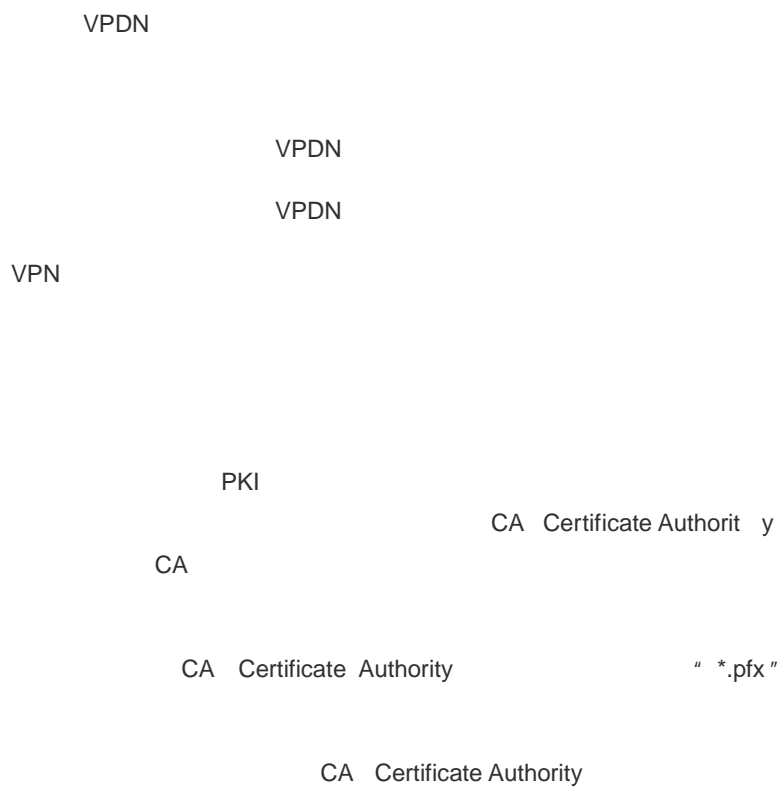 VPDN
VPDN
VPDN
VPN
PKI
CA Certificate Authorit y
CA
CA Certificate Authority “ *.pfx ”
CA Certificate Authority